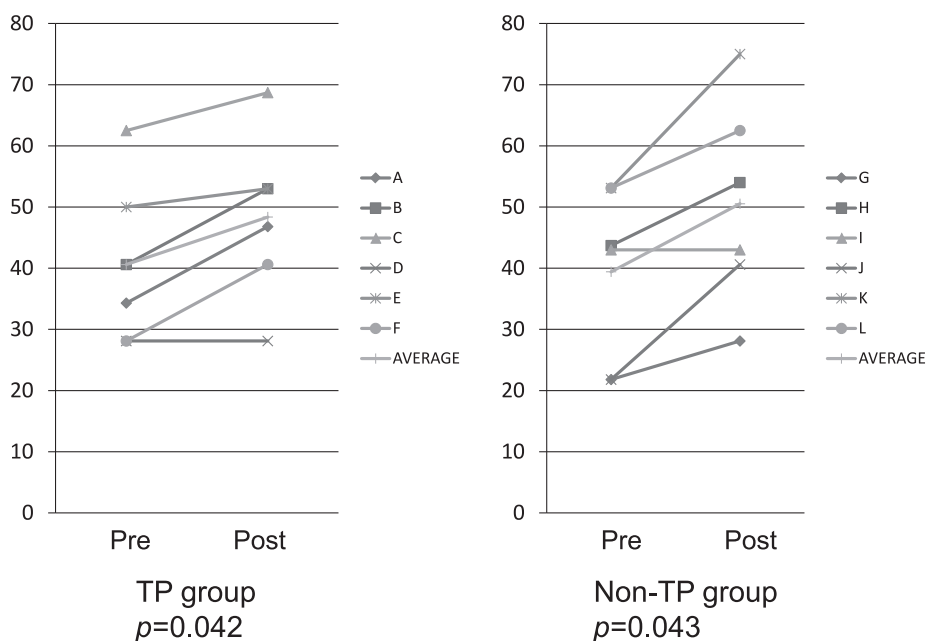 80
70
60
50
40
30
20
10
0
Pre Post
A
B
C
D
E
F
AVERAGE
TP group
p=0.042
80
70
60
50
40
30
20
10
0
Pre Post
G
H
I
J
K
L
AVERAGE
Non-TP group
p=0.043